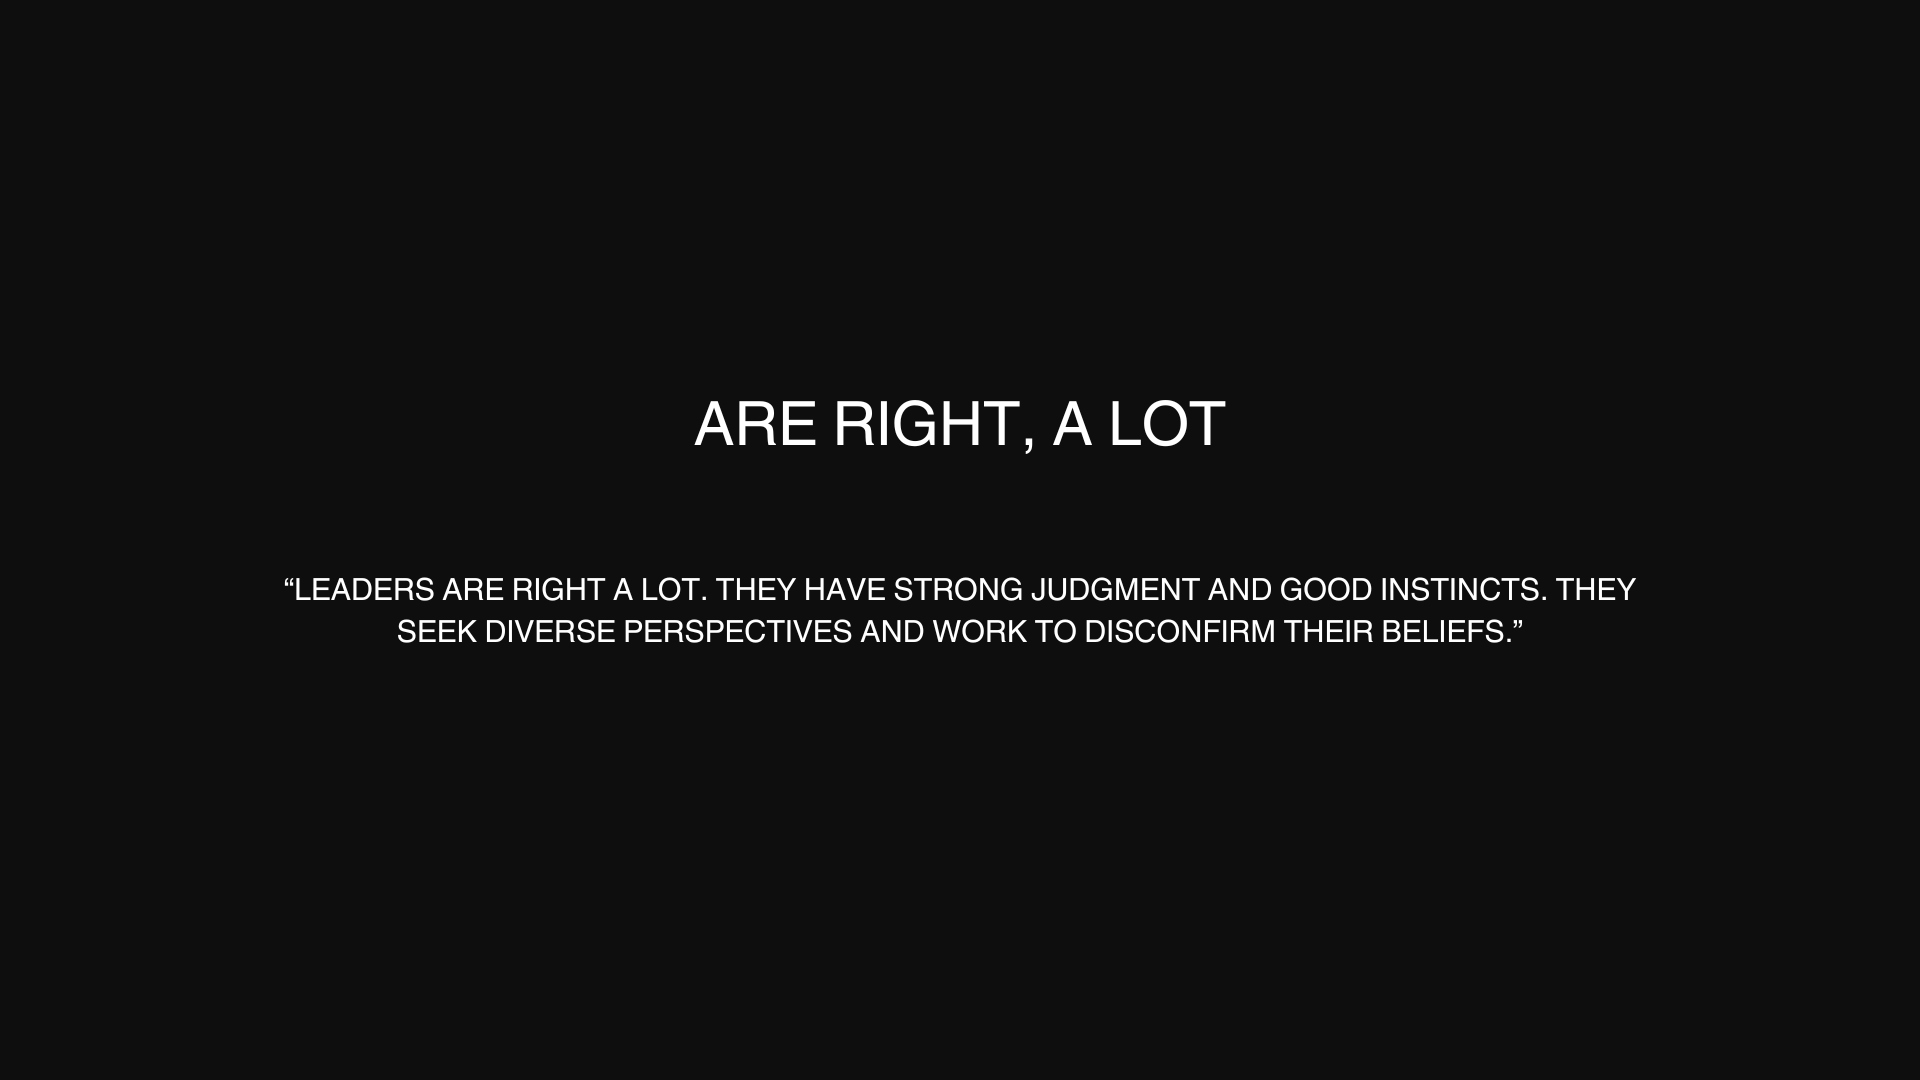 ARE RIGHT, A LOT
“LEADERS ARE RIGHT A LOT. THEY HAVE STRONG JUDGMENT AND GOOD INSTINCTS. THEY
SEEK DIVERSE PERSPECTIVES AND WORK TO DISCONFIRM THEIR BELIEFS.”